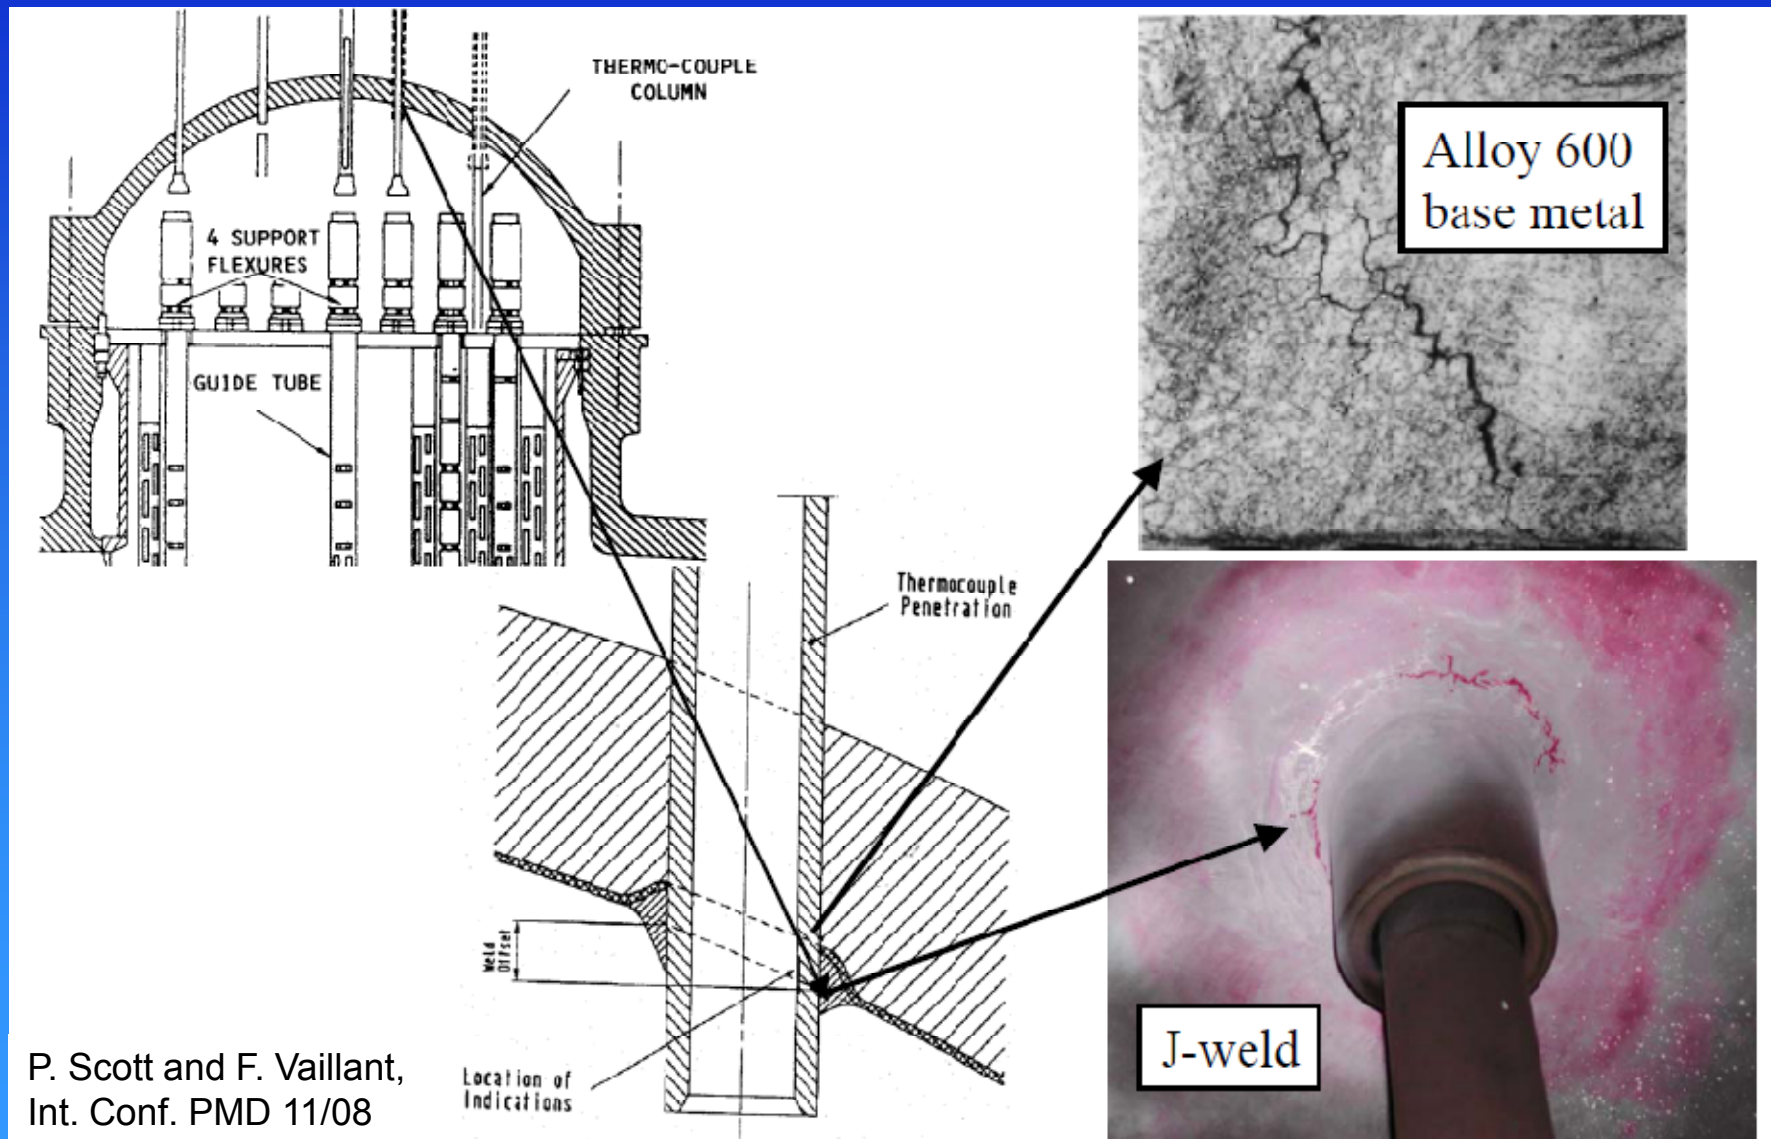 THERMO-COUPLE
COLUMN
4 SUPPORT
FLEXURES
GUIDE TUBE
Alloy 600
base metal
Thermocouple
Penetration
Weld
Offset
Location of
Indications
J-weld
P. Scott and F. Vaillant,
Int. Conf. PMD 11/08